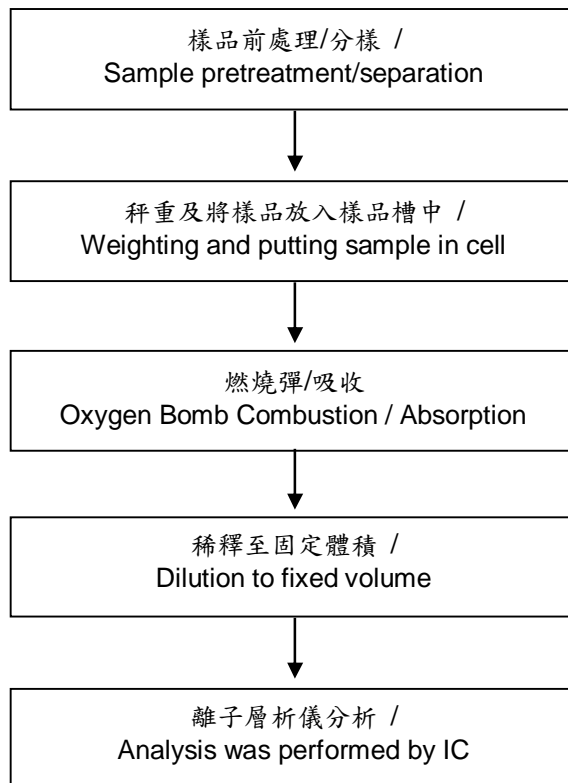 樣品前處理/分樣 /
Sample pretreatment/separation
秤重及將樣品放入樣品槽中 /
Weighting and putting sample in cell
燃燒彈/吸收
Oxygen Bomb Combustion / Absorption
稀釋至固定體積 /
Dilution to fixed volume
離子層析儀分析 /
Analysis was performed by IC